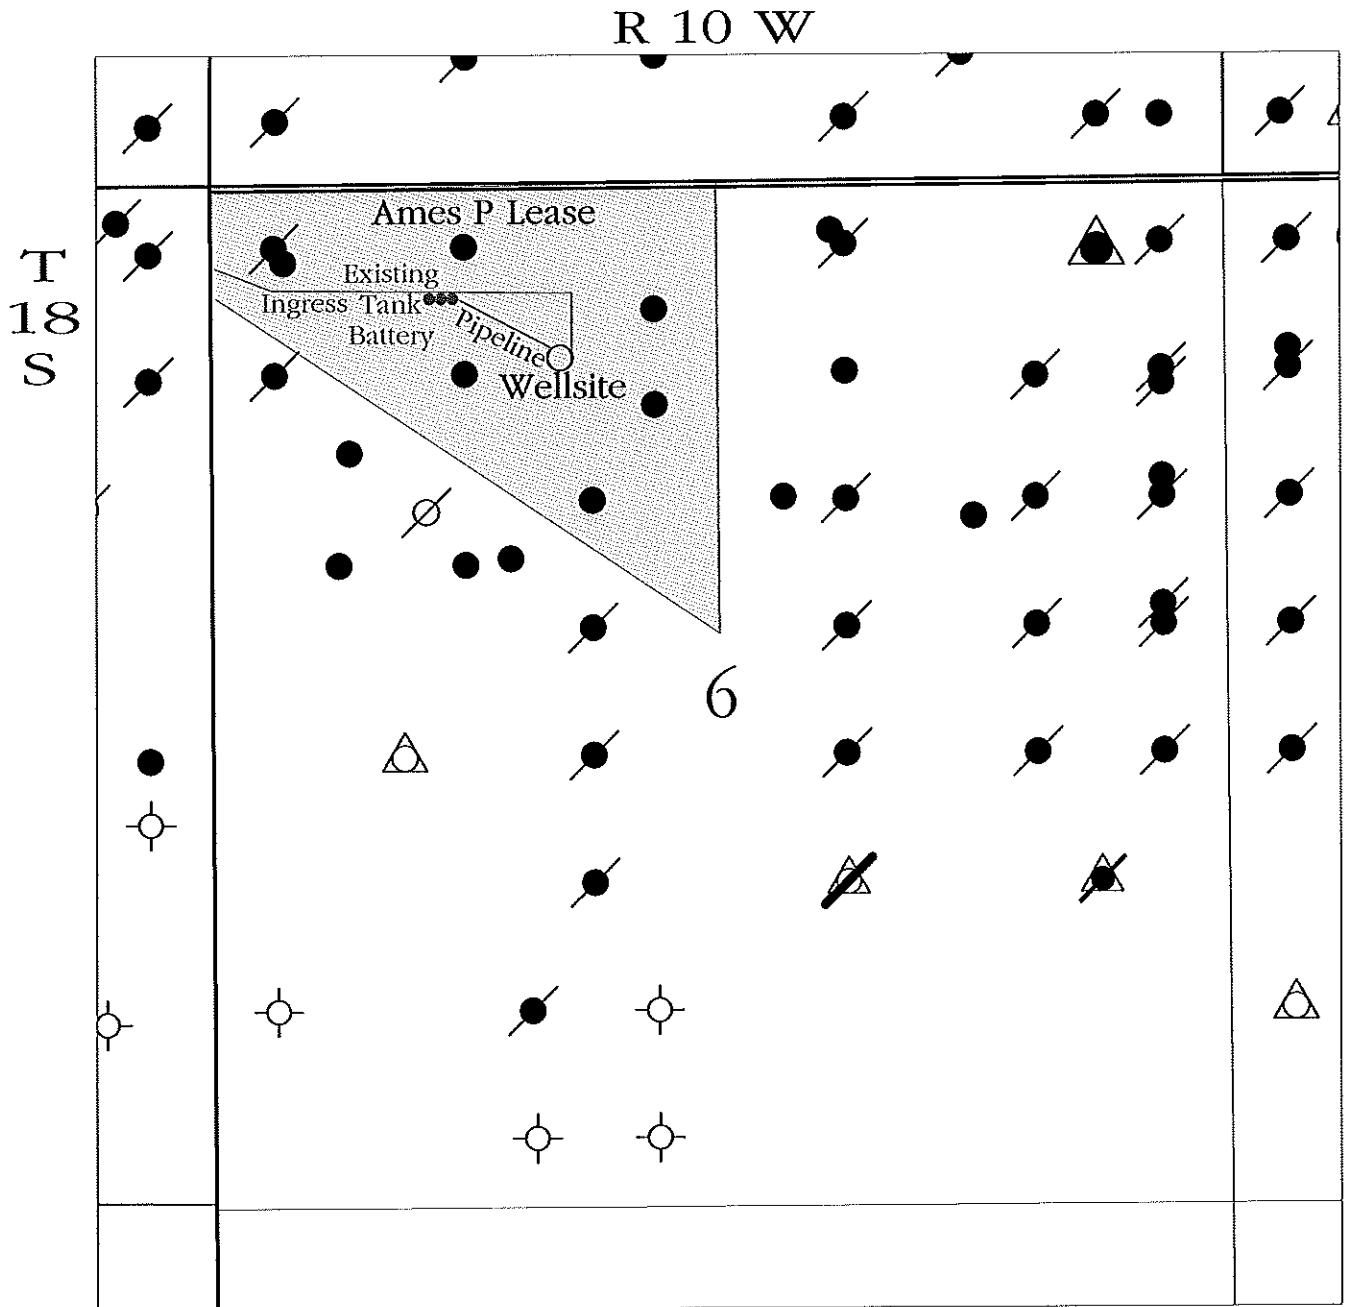 R 10 W
T
18
S
Ames P Lease
Existing
Ingress Tank
Battery
Pipeline
Wellsite
6